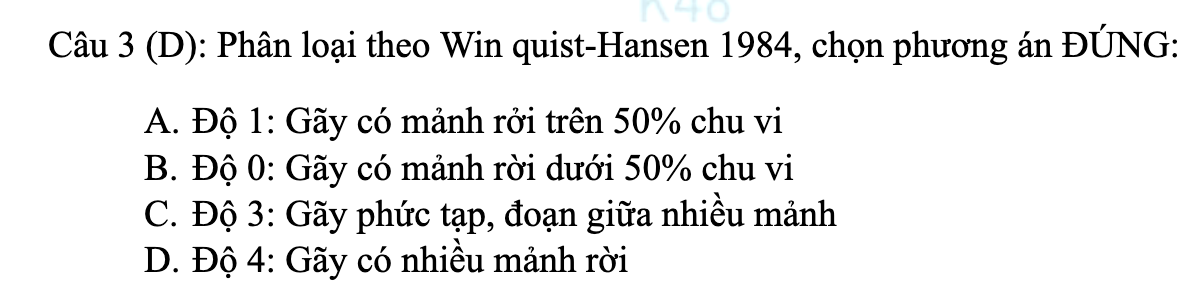 K48
Câu 3 (D): Phân loại theo Win quist-Hansen 1984, chọn phương án ĐÚNG:
A. Độ 1: Gãy có mảnh rởi trên 50% chu vi
B. Độ 0: Gãy có mảnh rời dưới 50% chu vi
C. Độ 3: Gãy phức tạp, đoạn giữa nhiều mảnh
D. Độ 4: Gãy có nhiều mảnh rời